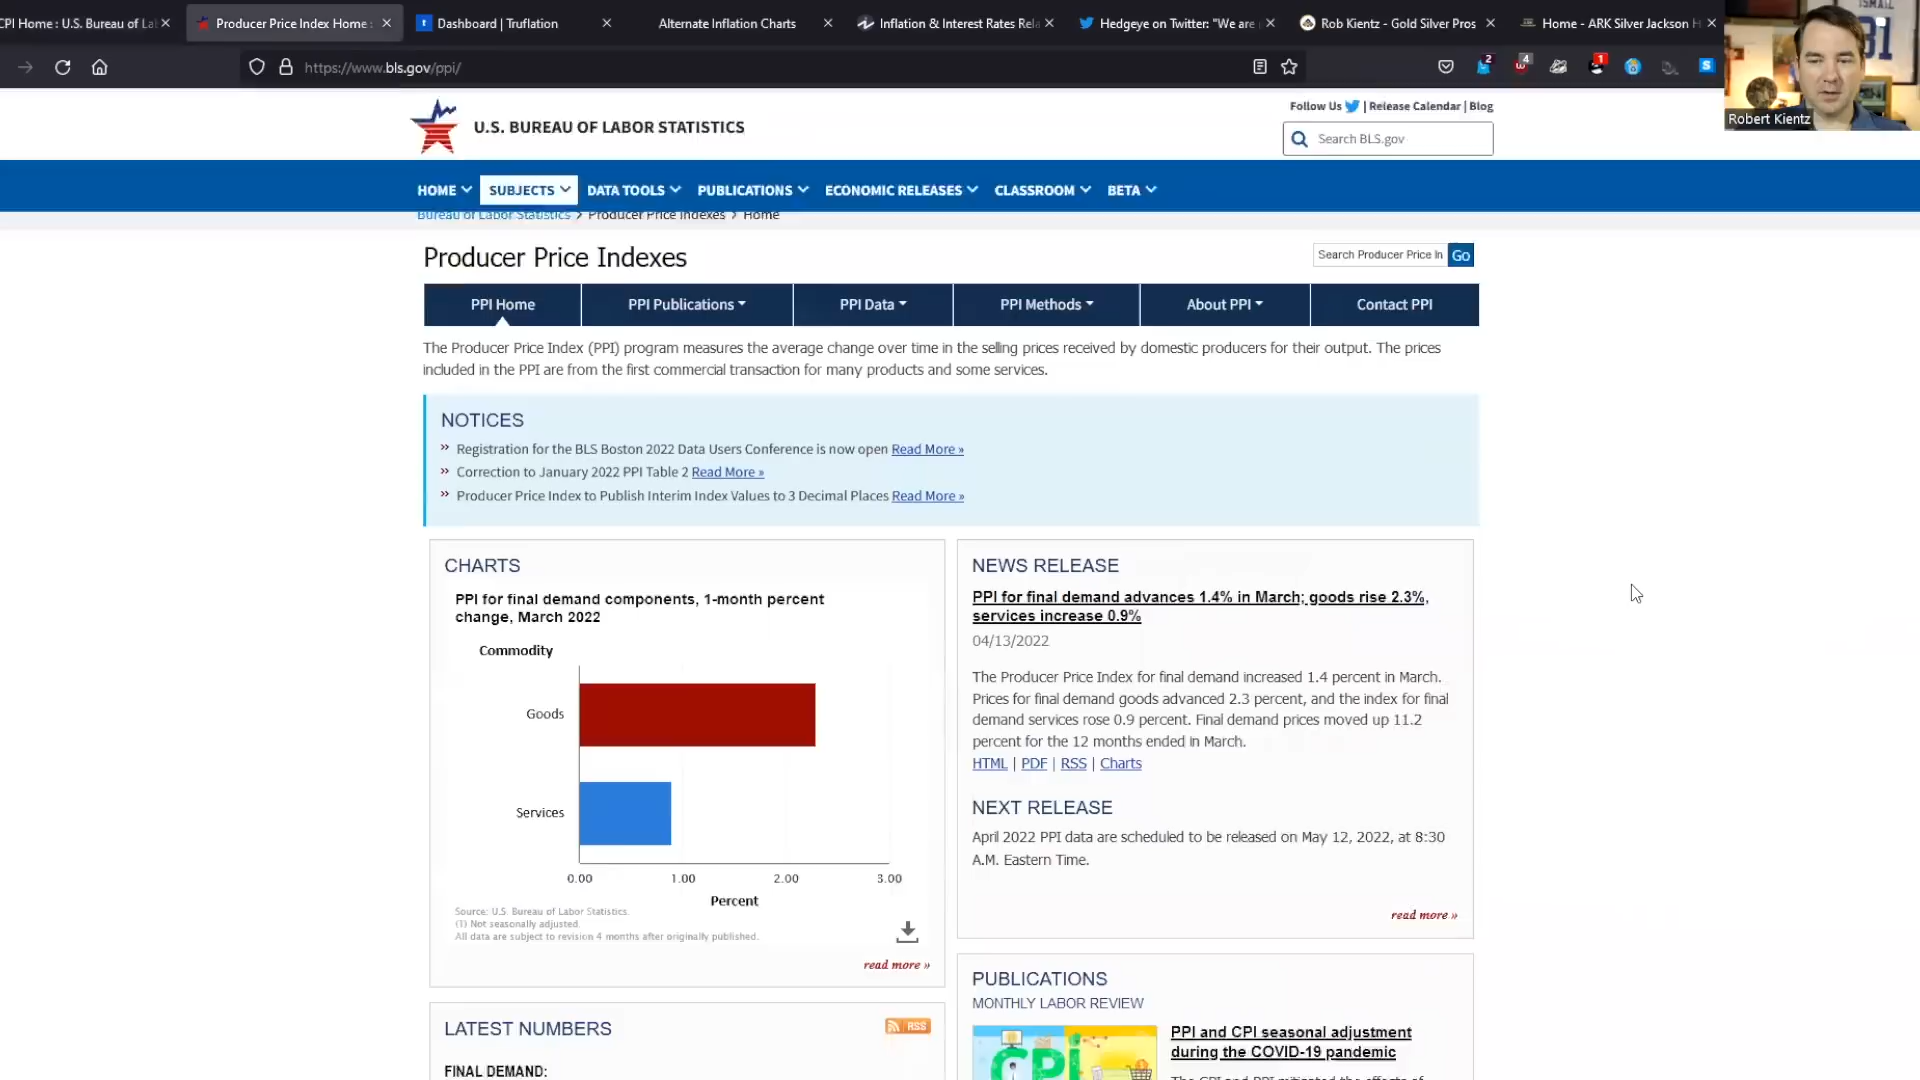 CPI Home : U.S. Bureau of La
Producer Price Index Home :
Dashboard | Truflation
Alternate Inflation Charts
Inflation & Interest Rates Rela
Hedgeye on Twitter: "We are
Rob Kientz - Gold Silver Pros
Home - ARK Silver Jackson H
https://www.bls.gov/ppi/
2
4
1
S
Robert Kientz
U.S. BUREAU OF LABOR STATISTICS
Follow Us | Release Calendar | Blog
Search BLS.gov
HOME SUBJECTS DATA TOOLS PUBLICATIONS ECONOMIC RELEASES CLASSROOM BETA
Bureau of Labor Statistics > Producer Price Indexes > Home
Producer Price Indexes
Search Producer Price In Go
PPI Home PPI Publications PPI Data PPI Methods About PPI Contact PPI
The Producer Price Index (PPI) program measures the average change over time in the selling prices received by domestic producers for their output. The prices
included in the PPI are from the first commercial transaction for many products and some services.
NOTICES
» Registration for the BLS Boston 2022 Data Users Conference is now open Read More »
» Correction to January 2022 PPI Table 2 Read More »
» Producer Price Index to Publish Interim Index Values to 3 Decimal Places Read More »
CHARTS
PPI for final demand components, 1-month percent
change, March 2022
Commodity
Goods
Services
0.00 1.00 2.00 3.00
Percent
Source: U.S. Bureau of Labor Statistics.
(1) Not seasonally adjusted.
All data are subject to revision 4 months after originally published.
read more »
NEWS RELEASE
PPI for final demand advances 1.4% in March; goods rise 2.3%,
services increase 0.9%
04/13/2022
The Producer Price Index for final demand increased 1.4 percent in March.
Prices for final demand goods advanced 2.3 percent, and the index for final
demand services rose 0.9 percent. Final demand prices moved up 11.2
percent for the 12 months ended in March.
HTML | PDF | RSS | Charts
NEXT RELEASE
April 2022 PPI data are scheduled to be released on May 12, 2022, at 8:30
A.M. Eastern Time.
read more »
LATEST NUMBERS
RSS
FINAL DEMAND:
PUBLICATIONS
MONTHLY LABOR REVIEW
CPI
PPI and CPI seasonal adjustment
during the COVID-19 pandemic